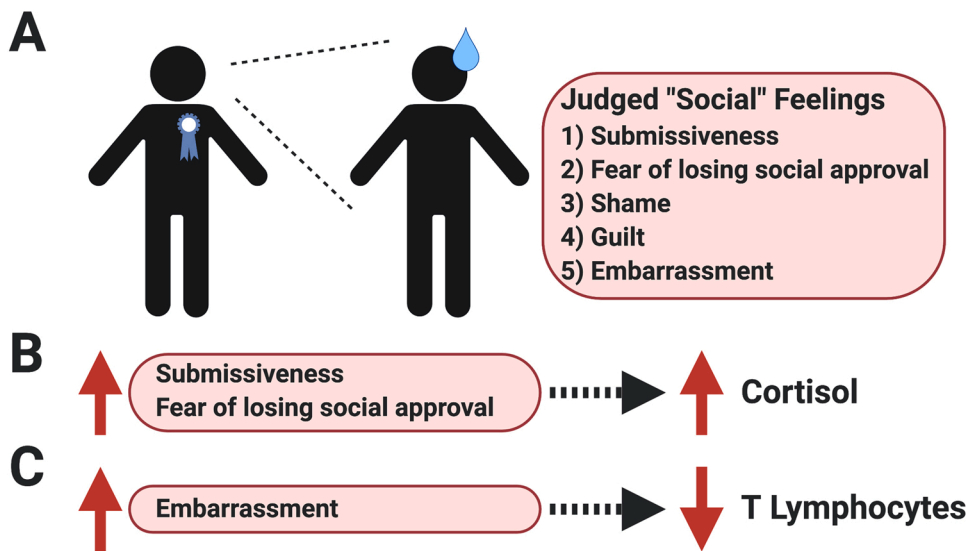 A
Judged "Social" Feelings
1) Submissiveness
2) Fear of losing social approval
3) Shame
4) Guilt
5) Embarrassment
B
Submissiveness
Fear of losing social approval
Cortisol
C
Embarrassment
T Lymphocytes